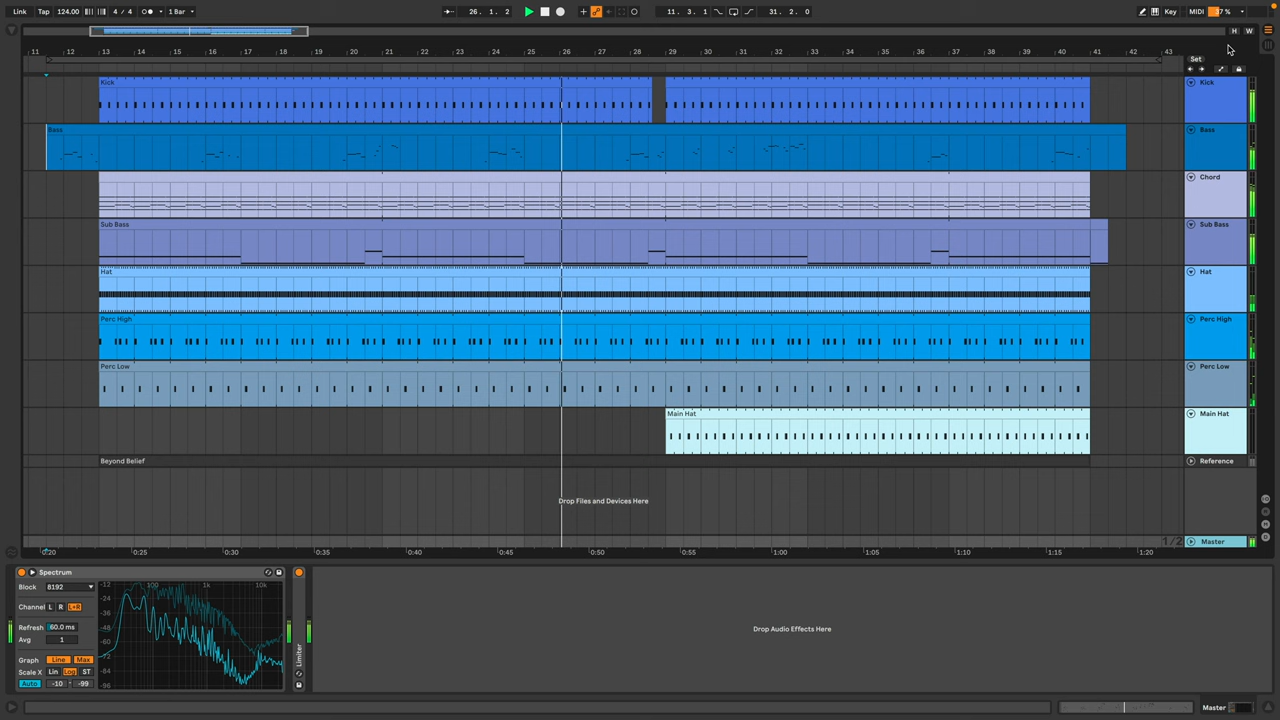 Link Tap 124.00 4 / 4 1 Bar 26. 1. 2 11. 3. 1 31. 2. 0 Key MIDI 37 %
H W
11 12 13 14 15 16 17 18 19 20 21 22 23 24 25 26 27 28 29 30 31 32 33 34 35 36 37 38 39 40 41 42 43
Set
Kick Kick
Bass Bass
Chord
Sub Bass Sub Bass
Hat Hat
Perc High Perc High
Perc Low Perc Low
Main Hat Main Hat
Beyond Belief Reference
Drop Files and Devices Here
1/2 Master
0:20 0:25 0:30 0:35 0:40 0:45 0:50 0:55 1:00 1:05 1:10 1:15 1:20
Spectrum
Block 8192
Channel L R L+R
Refresh 60.0 ms
Avg 1
Graph Line Max
Scale X Lin Log ST
Auto -10 -99
100 1k 10k
-12
-24
-36
-48
-60
-72
-84
-96
Limiter
Drop Audio Effects Here
Master